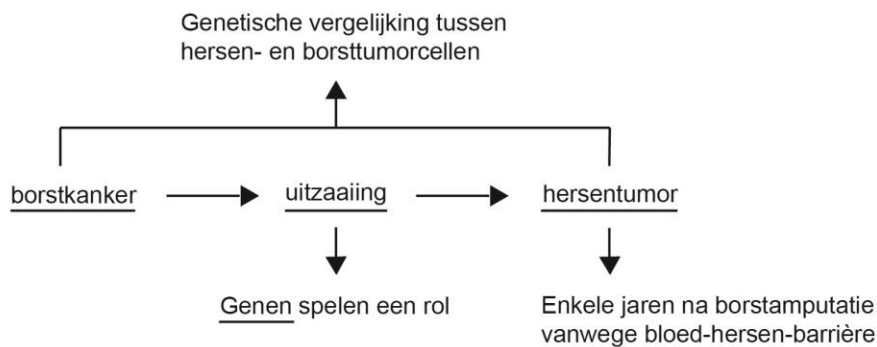 Genetische vergelijking tussen
hersen- en borsttumorcellen
borstkanker
uitzaaiing
hersentumor
Genen spelen een rol
Enkele jaren na borstamputatie
vanwege bloed-hersen-barrière